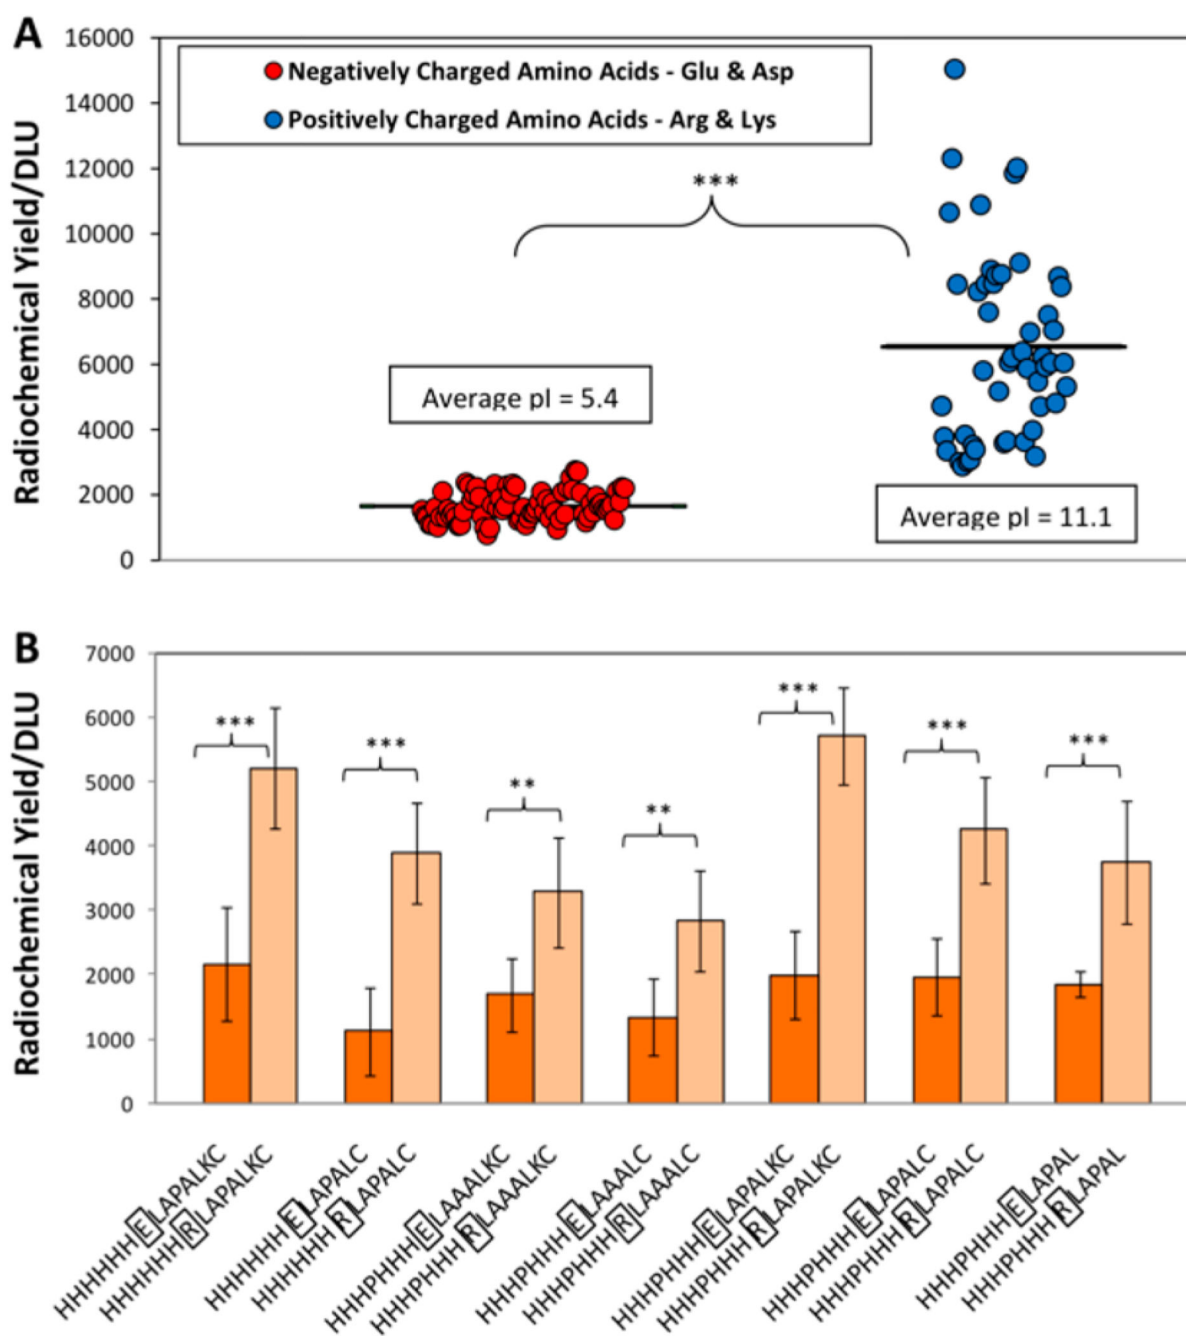 A
Radiochemical Yield/DLU
16000
14000
12000
10000
8000
6000
4000
2000
0
Negatively Charged Amino Acids - Glu & Asp
Positively Charged Amino Acids - Arg & Lys
***
Average pI = 5.4
Average pI = 11.1
B
Radiochemical Yield/DLU
7000
6000
5000
4000
3000
2000
1000
0
***
***
**
**
***
***
***
HHHHHHELAPALKC
HHHHHHRLAPALKC
HHHHHHELAPALC
HHHHHHRLAPALC
HHHPHHHELAAALKC
HHHPHHHRLAAALKC
HHHPHHHELAAALC
HHHPHHHRLAAALC
HHHPHHHELAPALKC
HHHPHHHRLAPALKC
HHHPHHHELAPALC
HHHPHHHRLAPALC
HHHPHHHELAPAL
HHHPHHHRLAPAL